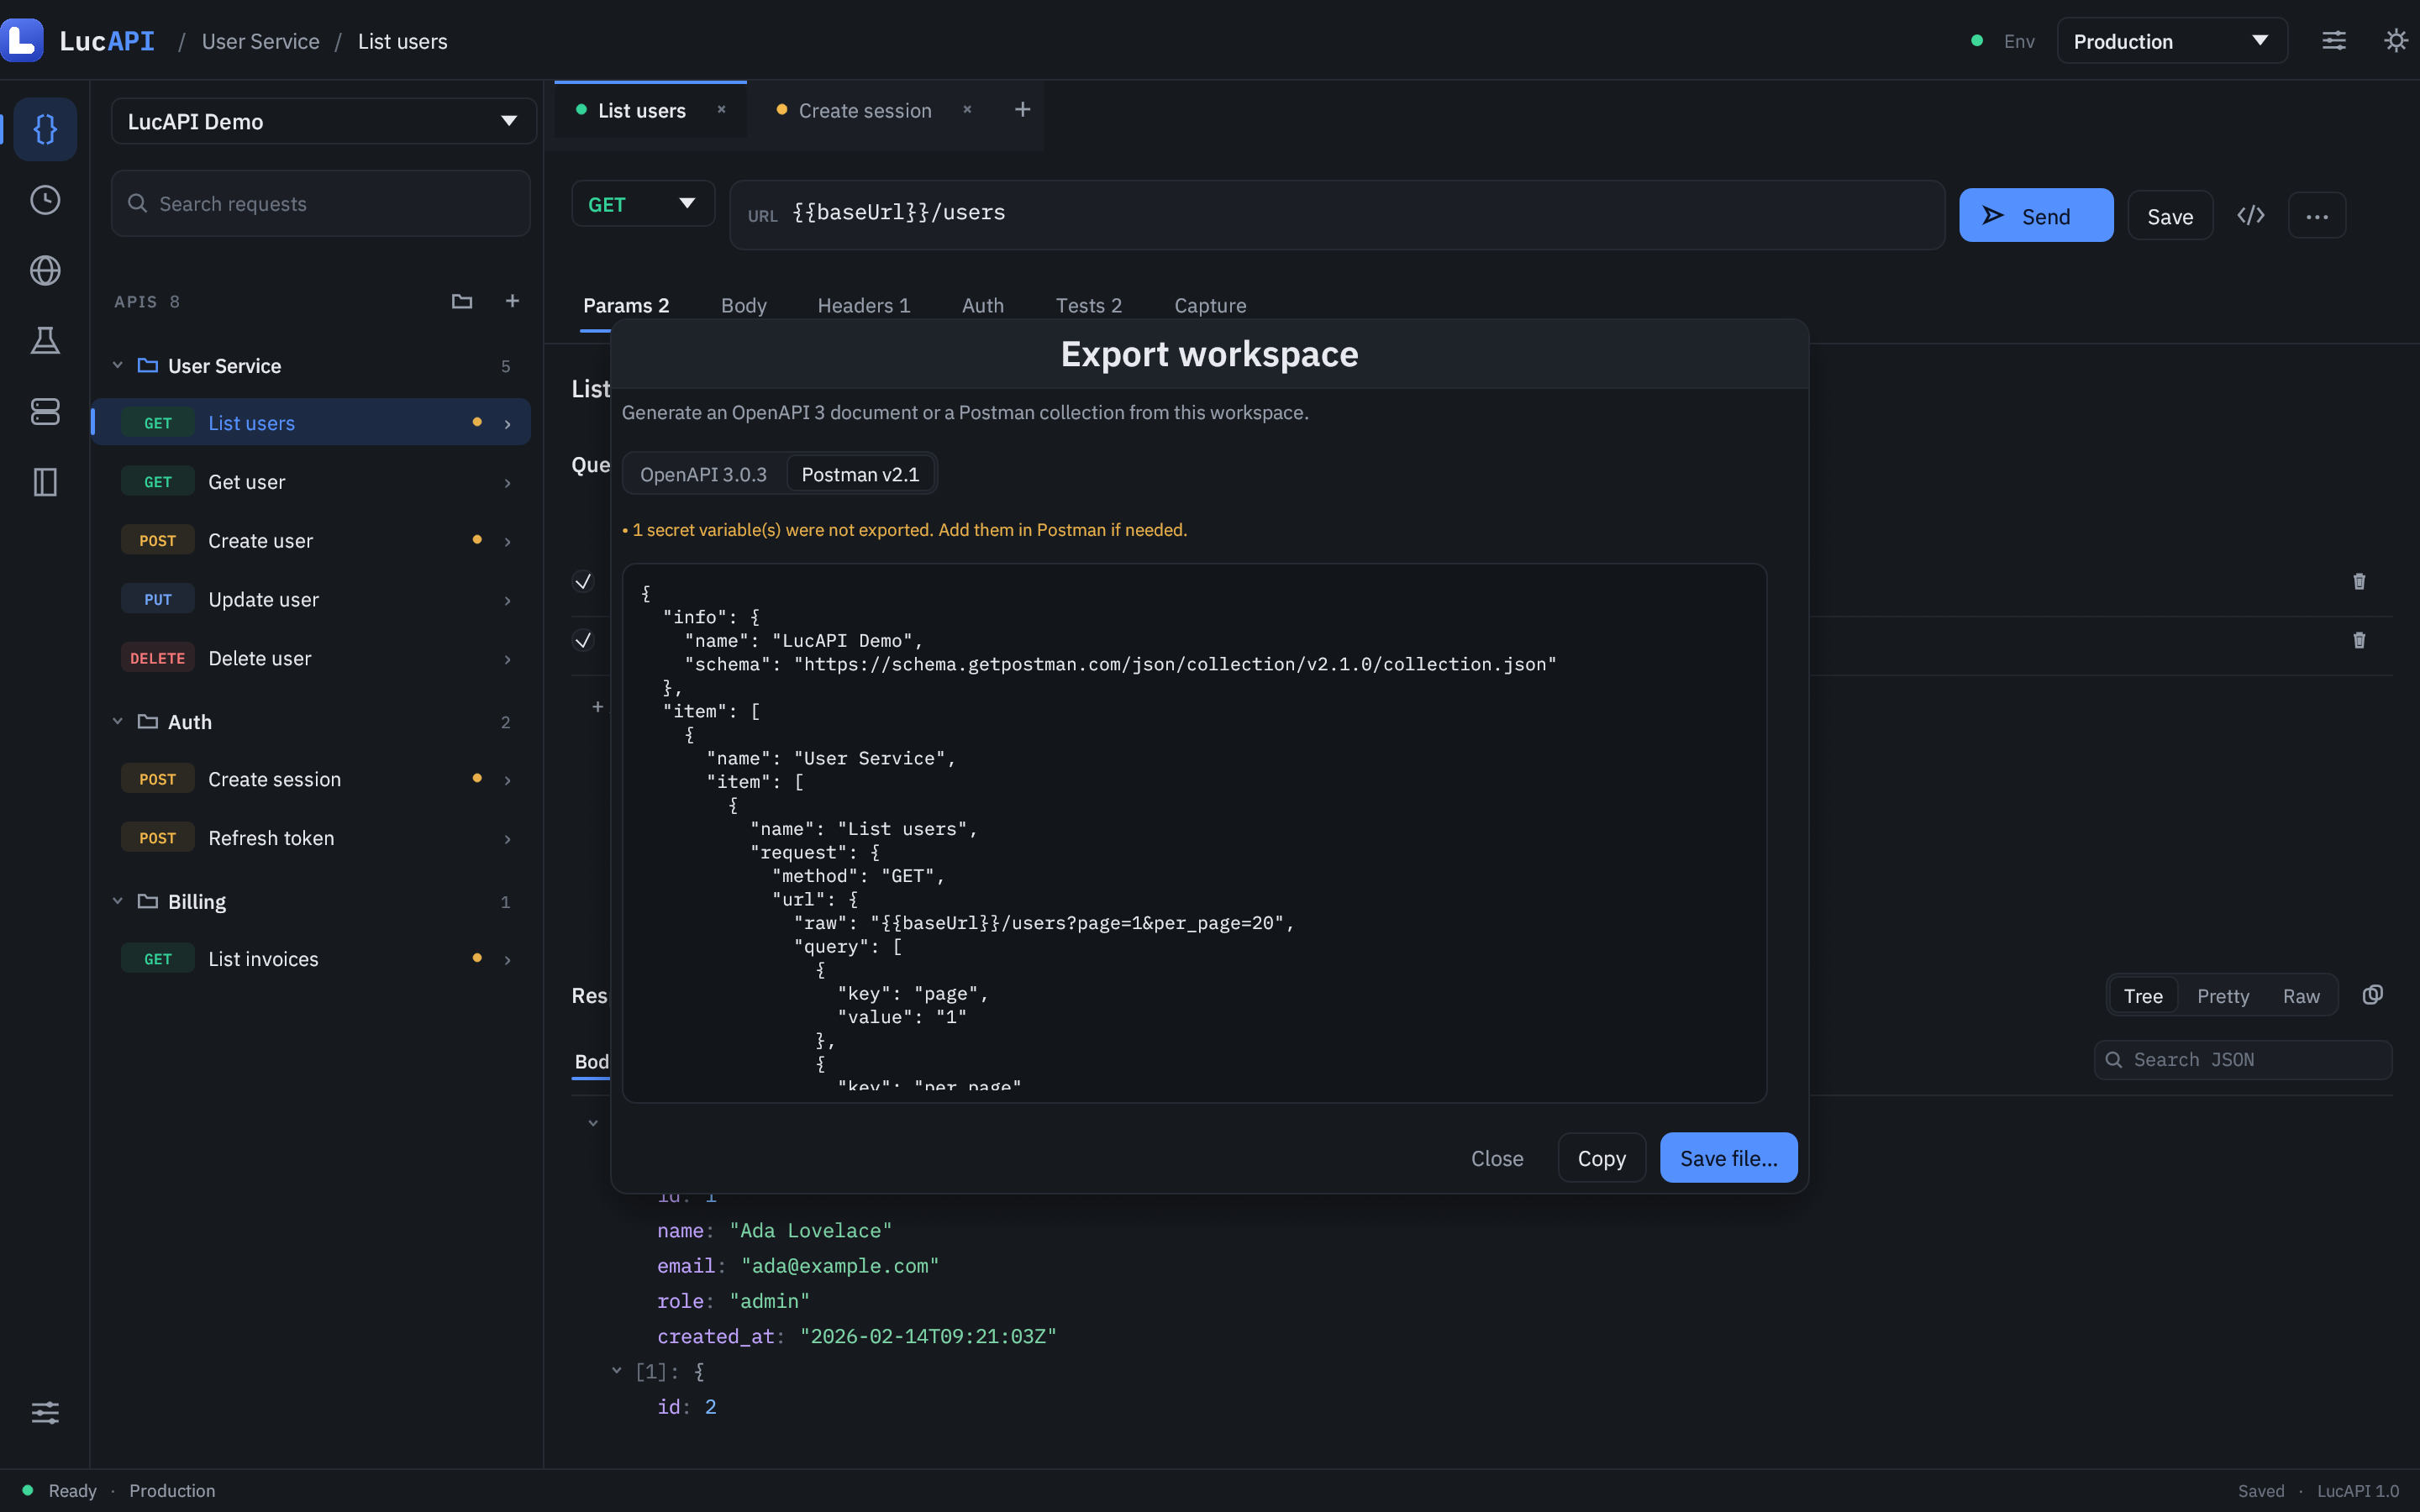 LucAPI / User Service / List users
Env Production
LucAPI Demo
Search requests
APIS 8
User Service 5
GET List users
GET Get user
POST Create user
PUT Update user
DELETE Delete user
Auth 2
POST Create session
POST Refresh token
Billing 1
GET List invoices
List users × Create session × +
GET URL {{baseUrl}}/users Send Save </> ...
Params 2 Body Headers 1 Auth Tests 2 Capture
List
Que
+
Export workspace
Generate an OpenAPI 3 document or a Postman collection from this workspace.
OpenAPI 3.0.3 Postman v2.1
• 1 secret variable(s) were not exported. Add them in Postman if needed.
{
"info": {
"name": "LucAPI Demo",
"schema": "https://schema.getpostman.com/json/collection/v2.1.0/collection.json"
},
"item": [
{
"name": "User Service",
"item": [
{
"name": "List users",
"request": {
"method": "GET",
"url": {
"raw": "{{baseUrl}}/users?page=1&per_page=20",
"query": [
{
"key": "page",
"value": "1"
},
{
"key": "per_page"
Close Copy Save file...
Res
Tree Pretty Raw
Bod
Search JSON
id: 1
name: "Ada Lovelace"
email: "ada@example.com"
role: "admin"
created_at: "2026-02-14T09:21:03Z"
[1]: {
id: 2
Ready · Production
Saved · LucAPI 1.0